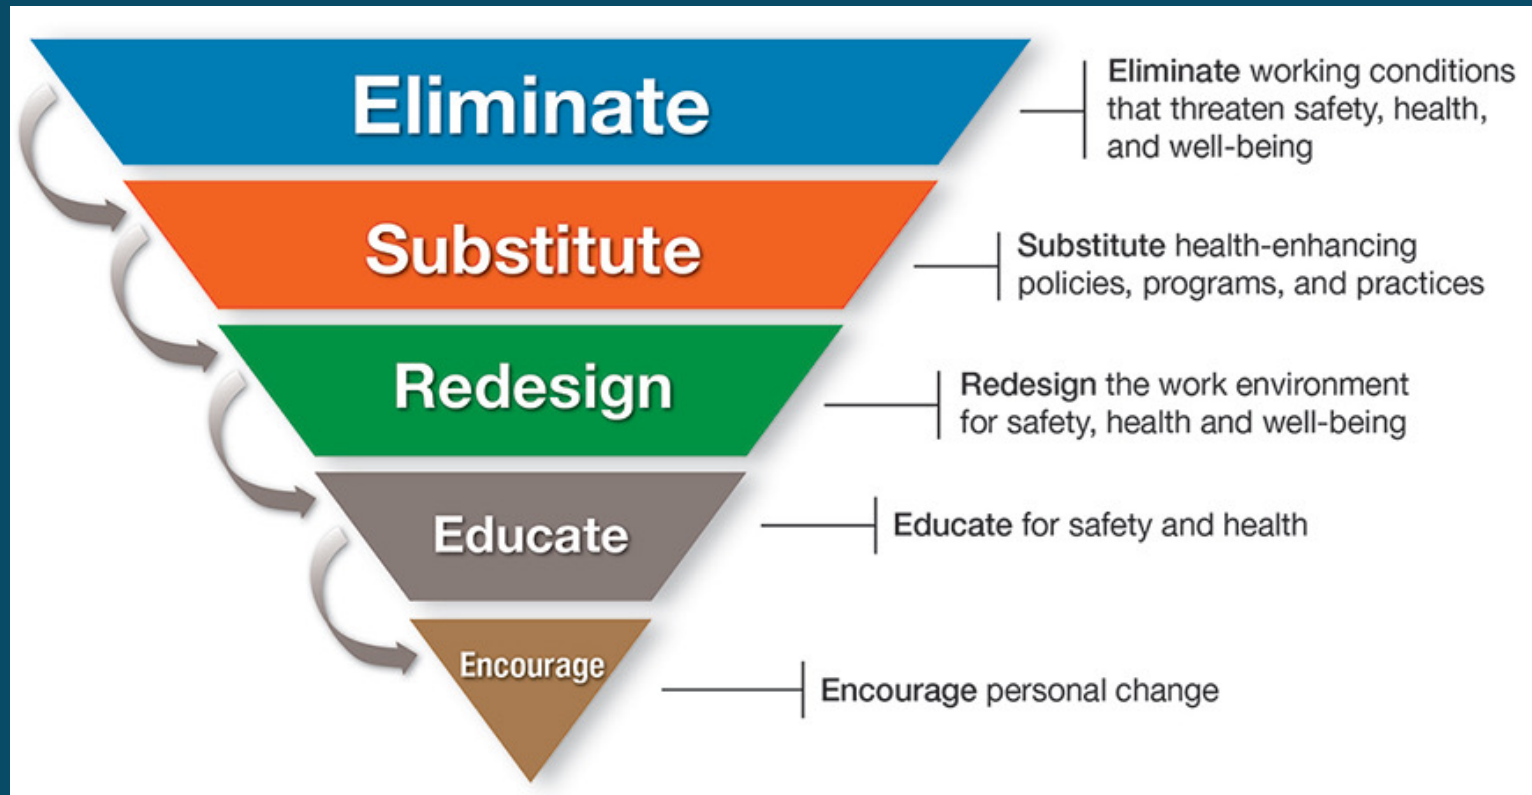 Eliminate
Eliminate working conditions
that threaten safety, health,
and well-being
Substitute
Substitute health-enhancing
policies, programs, and practices
Redesign
Redesign the work environment
for safety, health and well-being
Educate
Educate for safety and health
Encourage
Encourage personal change